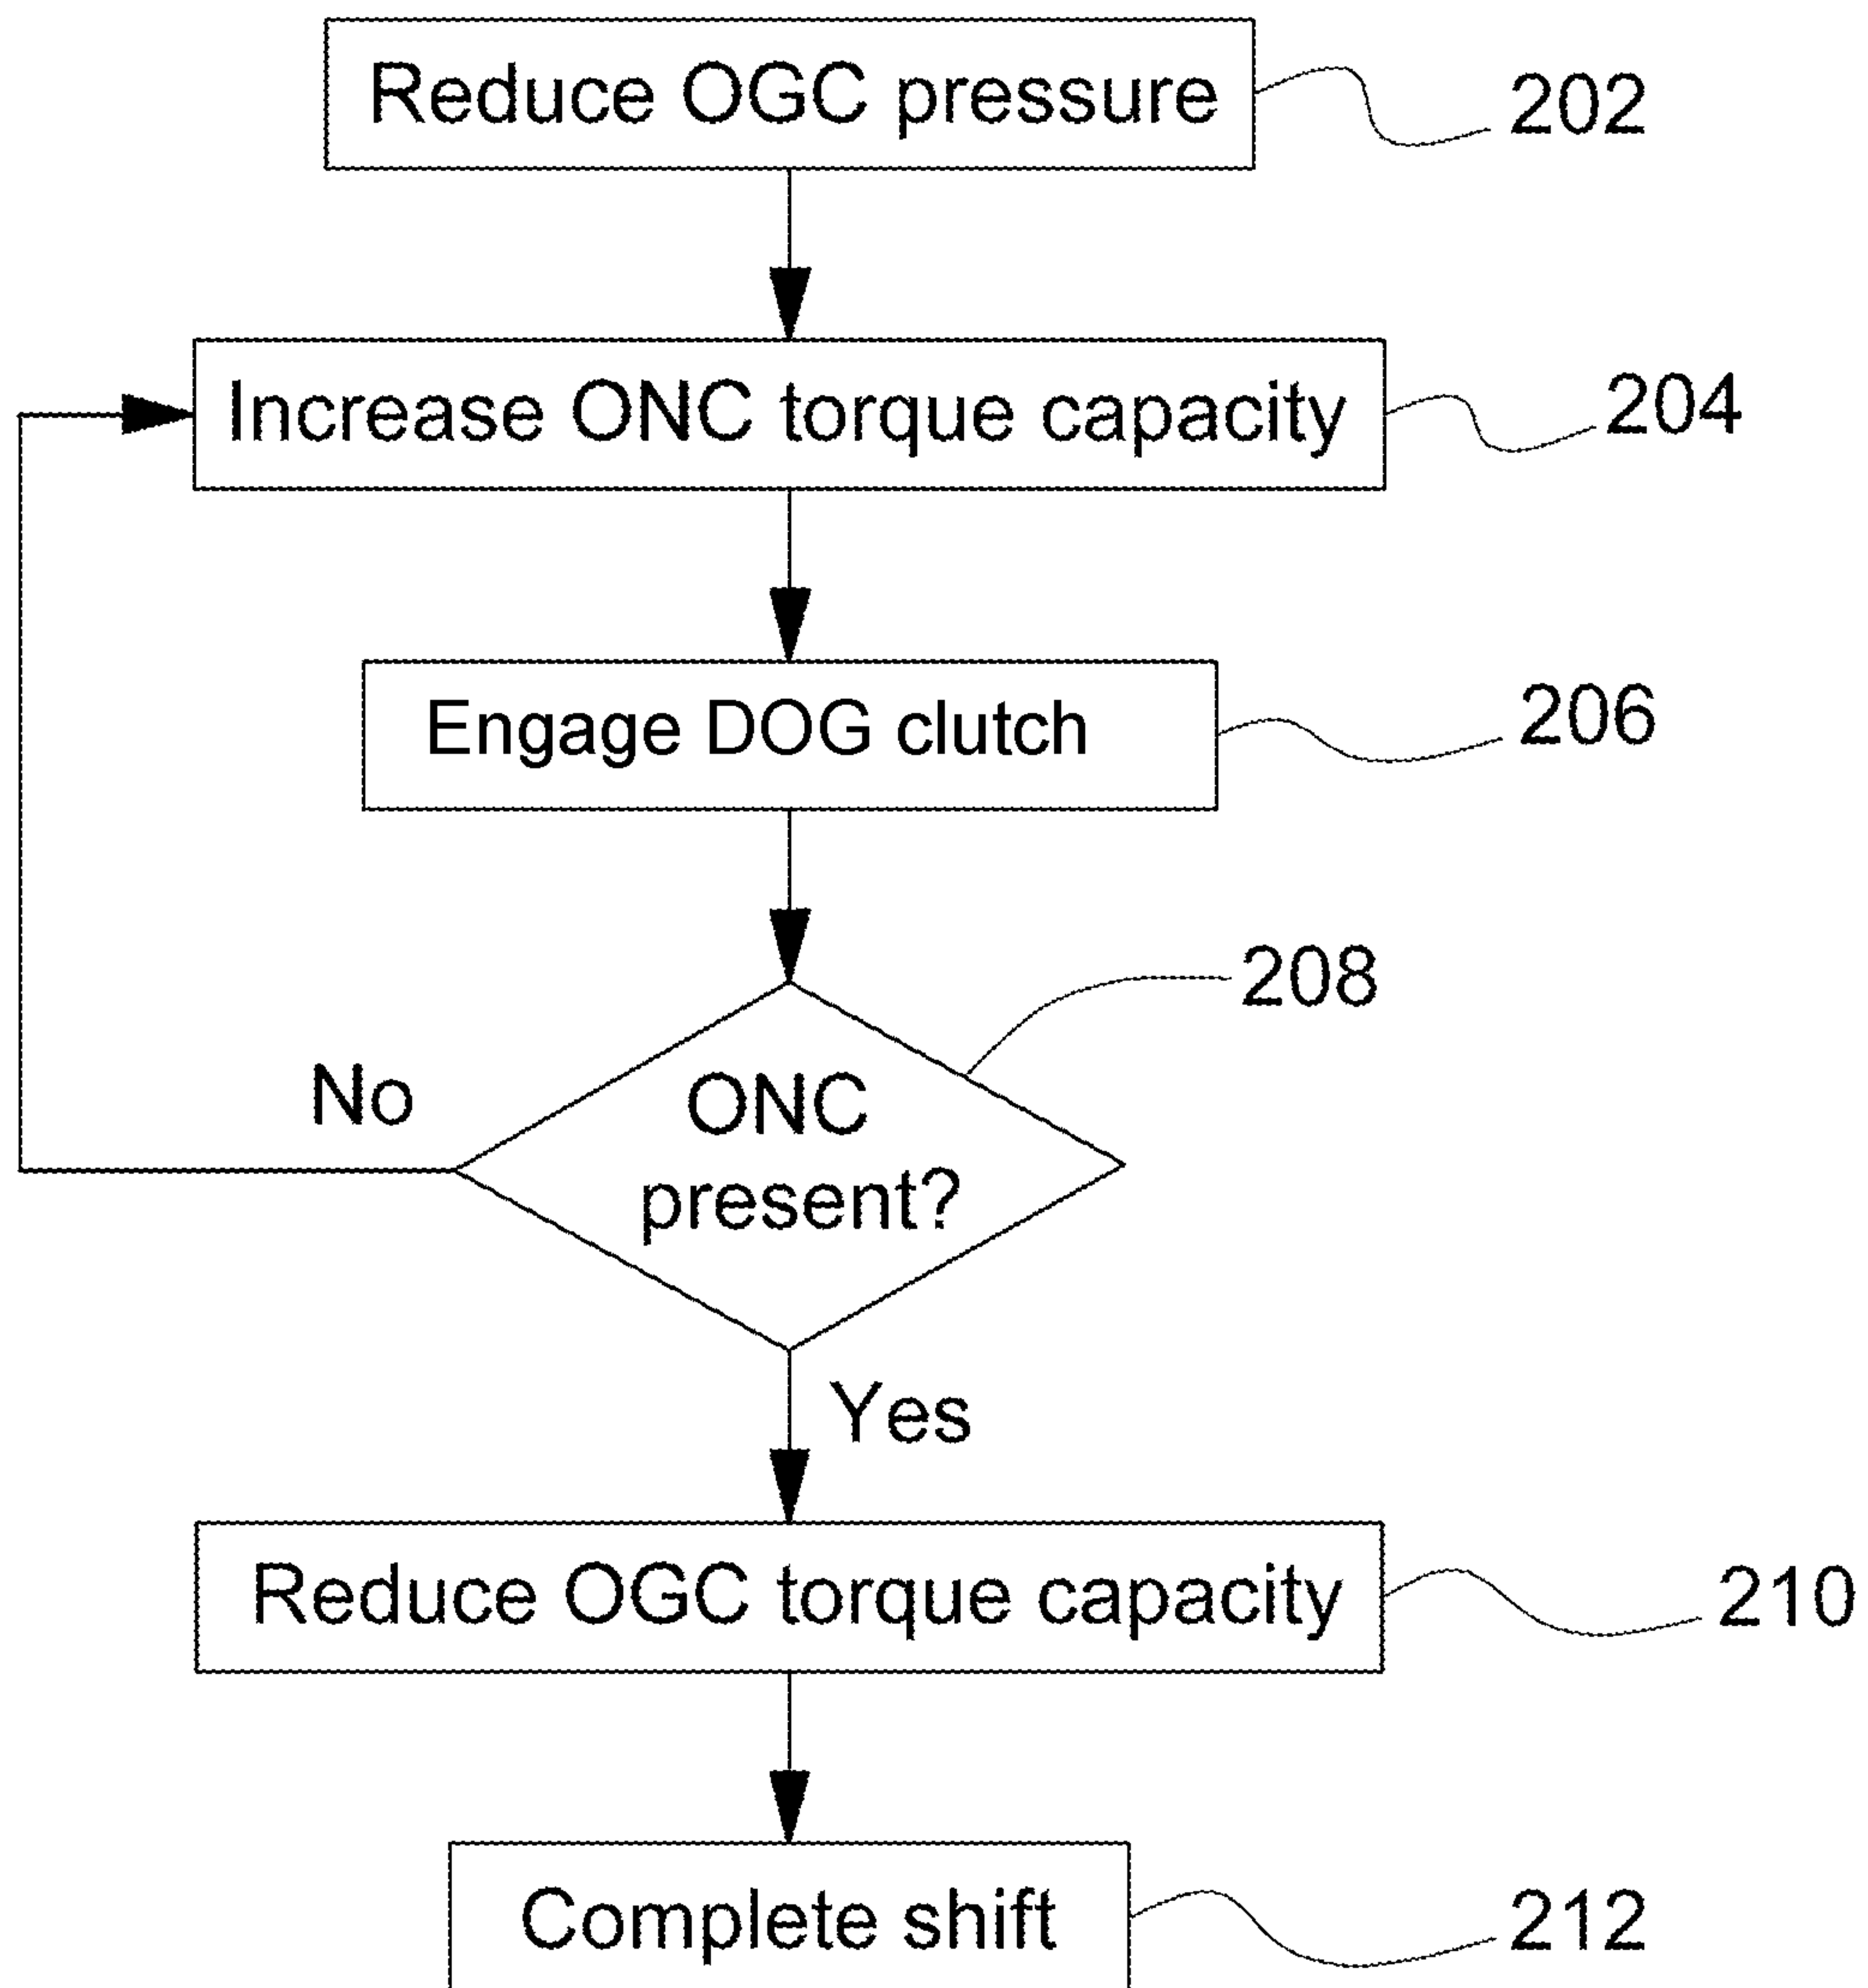 Reduce OGC pressure
202
Increase ONC torque capacity
204
Engage DOG clutch
206
208
No
ONC
present?
Yes
Reduce OGC torque capacity
210
Complete shift
212